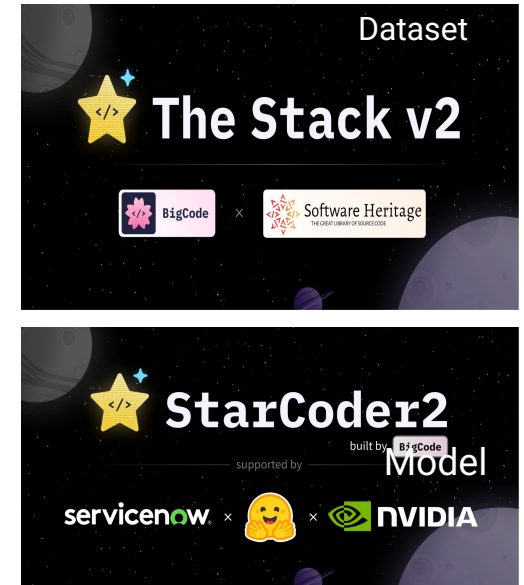 Dataset
</> The Stack v2
</> BigCode x Software Heritage
THE GREAT LIBRARY OF SOURCE CODE
</> StarCoder2
built by BigCode
Model
supported by
servicenow. × × NVIDIA